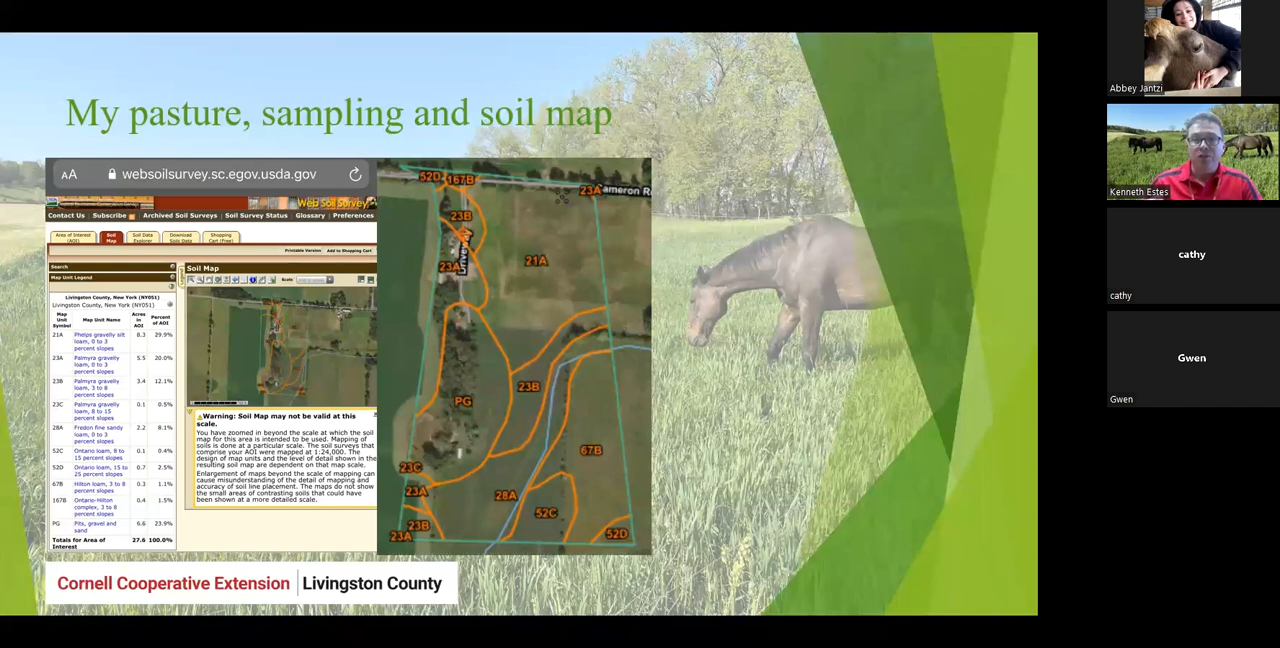 My pasture, sampling and soil map
AA
websoilsurvey.sc.egov.usda.gov
Web Soil Survey
Contact Us
Subscribe
Archived Soil Surveys
Soil Survey Status
Glossary
Preferences
Area of Interest
(AOI)
Soil
Map
Soil Data
Explorer
Download
Soils Data
Shopping
Cart (Free)
Printable Version
Add to Shopping Cart
Search
Map Unit Legend
Soil Map
Scale
Livingston County, New York (NY051)
Livingston County, New York (NY051)
Map Unit Symbol
Map Unit Name
Acres in AOI
Percent of AOI
21A Phelps gravelly silt loam, 0 to 3 percent slopes 8.3 29.9%
23A Palmyra gravelly loam, 0 to 3 percent slopes 5.5 20.0%
23B Palmyra gravelly loam, 3 to 8 percent slopes 3.4 12.1%
23C Palmyra gravelly loam, 8 to 15 percent slopes 0.1 0.5%
28A Fredon fine sandy loam, 0 to 3 percent slopes 2.2 8.1%
52C Ontario loam, 8 to 15 percent slopes 0.1 0.4%
52D Ontario loam, 15 to 25 percent slopes 0.7 2.5%
67B Hilton loam, 3 to 8 percent slopes 0.3 1.1%
167B Ontario-Hilton complex, 3 to 8 percent slopes 0.4 1.5%
PG Pits, gravel and sand 6.6 23.9%
Totals for Area of Interest 27.6 100.0%
Warning: Soil Map may not be valid at this
scale.
You have zoomed in beyond the scale at which the soil
map for this area is intended to be used. Mapping of
soils is done at a particular scale. The soil surveys that
comprise your AOI were mapped at 1:24,000. The
design of map units and the level of detail shown in the
resulting soil map are dependent on that map scale.
Enlargement of maps beyond the scale of mapping can
cause misunderstanding of the detail of mapping and
accuracy of soil line placement. The maps do not show
the small areas of contrasting soils that could have
been shown at a more detailed scale.
52D
167B
23A
Cameron R
23B
Driveway
21A
23A
23B
PG
67B
23C
23A
28A
52C
23B
23A
52D
Cornell Cooperative Extension
Livingston County
Abbey Jantzi
Kenneth Estes
cathy
cathy
Gwen
Gwen